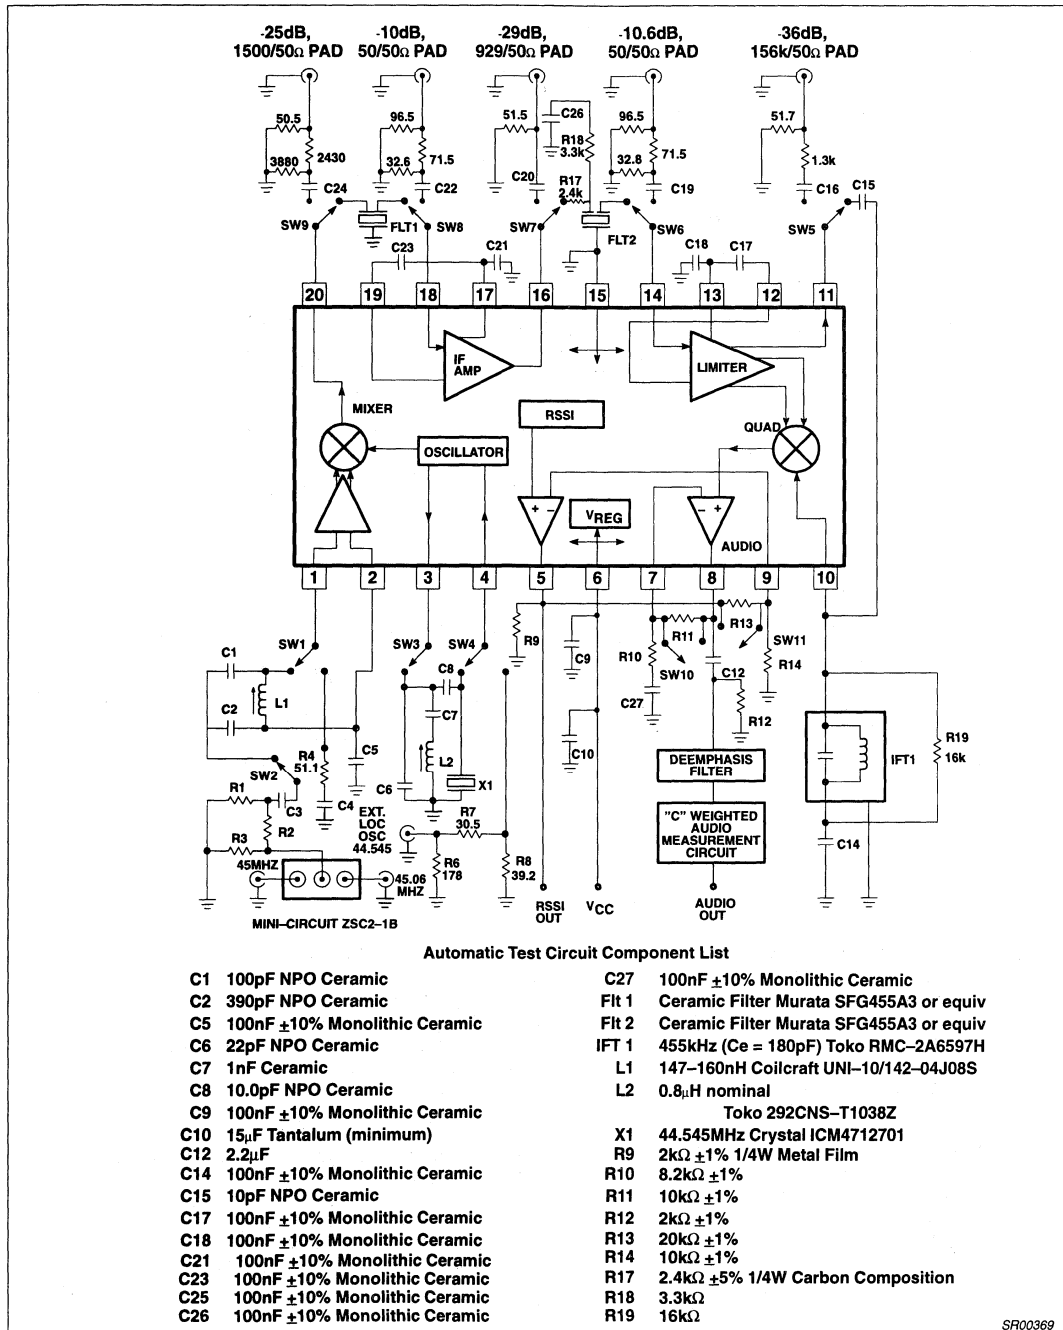 -25dB,
1500/50Ω PAD
-10dB,
50/50Ω PAD
-29dB,
929/50Ω PAD
-10.6dB,
50/50Ω PAD
-36dB,
156k/50Ω PAD
50.5
2430
3880
C24
96.5
71.5
32.6
C22
51.5
C20
C26
R18
3.3k
R17
2.4k
96.5
71.5
32.8
C19
51.7
1.3k
C16
C15
SW9
FLT1
SW8
C23
C21
SW7
FLT2
SW6
C18
C17
SW5
20
19
18
17
16
15
14
13
12
11
IF
AMP
LIMITER
MIXER
RSSI
QUAD
OSCILLATOR
+ −
VREG
− +
AUDIO
1
2
3
4
5
6
7
8
9
10
SW1
SW3
SW4
R9
C9
R10
R11
SW10
C27
R13
SW11
R14
C12
R12
C1
L1
C2
C8
C7
L2
C5
C6
X1
C10
R4
51.1
SW2
R1
C3
C4
R2
R3
EXT.
LOC
OSC
44.545
R7
30.5
R6
178
R8
39.2
45MHZ
45.06
MHZ
MINI–CIRCUIT ZSC2–1B
DEEMPHASIS
FILTER
"C" WEIGHTED
AUDIO
MEASUREMENT
CIRCUIT
IFT1
R19
16k
C14
RSSI
OUT
VCC
AUDIO
OUT
Automatic Test Circuit Component List
C1 100pF NPO Ceramic
C2 390pF NPO Ceramic
C5 100nF ±10% Monolithic Ceramic
C6 22pF NPO Ceramic
C7 1nF Ceramic
C8 10.0pF NPO Ceramic
C9 100nF ±10% Monolithic Ceramic
C10 15µF Tantalum (minimum)
C12 2.2µF
C14 100nF ±10% Monolithic Ceramic
C15 10pF NPO Ceramic
C17 100nF ±10% Monolithic Ceramic
C18 100nF ±10% Monolithic Ceramic
C21 100nF ±10% Monolithic Ceramic
C23 100nF ±10% Monolithic Ceramic
C25 100nF ±10% Monolithic Ceramic
C26 100nF ±10% Monolithic Ceramic
C27 100nF ±10% Monolithic Ceramic
Flt 1 Ceramic Filter Murata SFG455A3 or equiv
Flt 2 Ceramic Filter Murata SFG455A3 or equiv
IFT 1 455kHz (Ce = 180pF) Toko RMC–2A6597H
L1 147–160nH Coilcraft UNI–10/142–04J08S
L2 0.8µH nominal
Toko 292CNS–T1038Z
X1 44.545MHz Crystal ICM4712701
R9 2kΩ ±1% 1/4W Metal Film
R10 8.2kΩ ±1%
R11 10kΩ ±1%
R12 2kΩ ±1%
R13 20kΩ ±1%
R14 10kΩ ±1%
R17 2.4kΩ ±5% 1/4W Carbon Composition
R18 3.3kΩ
R19 16kΩ
SR00369